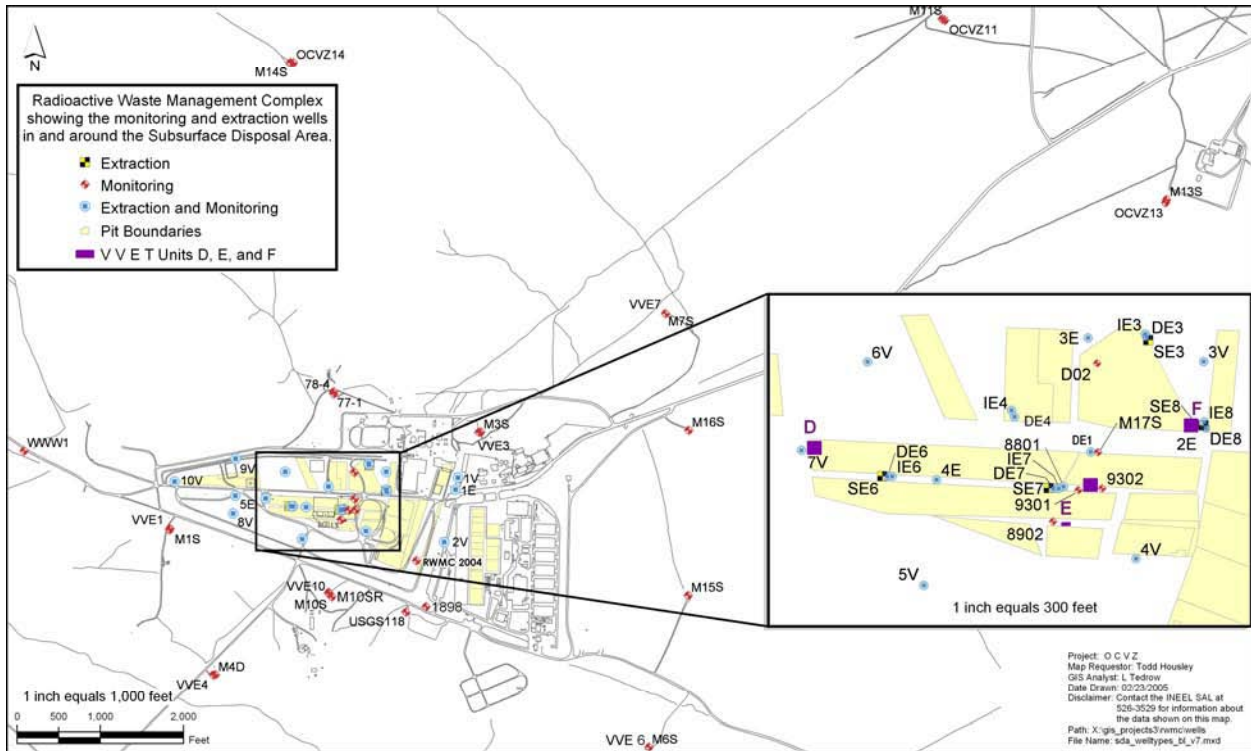 M11S
OCVZ11
OCVZ14
M14S
N
Radioactive Waste Management Complex
showing the monitoring and extraction wells
in and around the Subsurface Disposal Area.
Extraction
Monitoring
Extraction and Monitoring
Pit Boundaries
V V E T Units D, E, and F
M13S
OCVZ13
VVE7
M7S
78-4
77-1
M3S
VVE3
M16S
WWW1
9V
10V
1V
1E
5E
8V
VVE1
M1S
2V
RWMC 2004
VVE10
M10SR
M10S
1898
USGS118
M15S
M4D
VVE4
VVE 6
M6S
IE3
DE3
3E
SE3
6V
D02
3V
IE4
DE4
SE8
F
IE8
M17S
2E
DE8
D
7V
8801
DE1
IE7
DE6
IE6
DE7
4E
SE6
SE7
9302
9301
E
8902
4V
5V
1 inch equals 300 feet
1 inch equals 1,000 feet
0 500 1,000 2,000
Feet
Project: O C V Z
Map Requestor: Todd Housley
GIS Analyst: L Tedrow
Date Drawn: 02/23/2005
Disclaimer: Contact the INEEL SAL at
526-3529 for information about
the data shown on this map.
Path: X:\gis_projects3\rwmc\wells
File Name: sda_welltypes_bl_v7.mxd